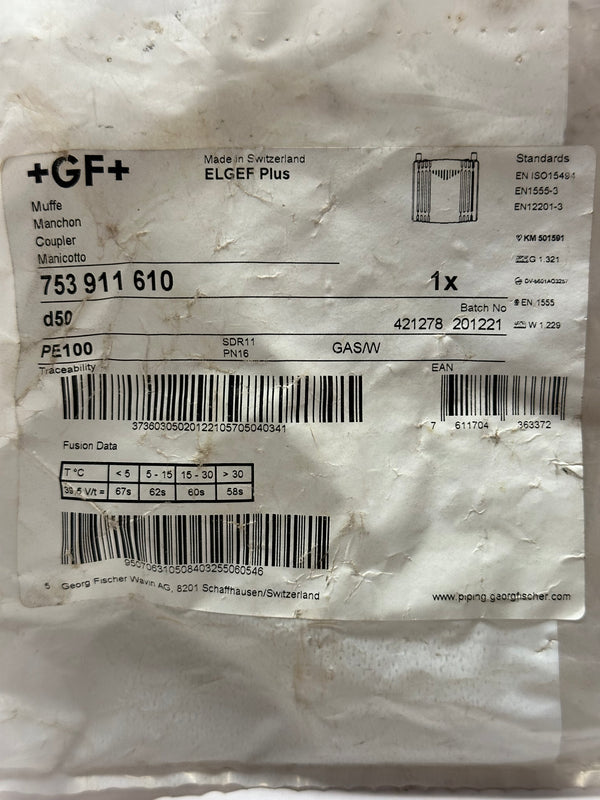 +GF+
Made in Switzerland
ELGEF Plus
Standards
EN ISO15494
EN1555-3
EN12201-3
Muffe
Manchon
Coupler
Manicotto
KM 501591
G 1.321
753 911 610
1x
EN 1555
d50
Batch No
421278 201221
W 1.229
PE100
SDR11
PN16
GAS/W
Traceability
EAN
37360305020122105705040341
7 611704 363372
Fusion Data
T °C <5 5 - 15 15 - 30 > 30
39,5 V/t = 67s 62s 60s 58s
950706310508403255060546
5 Georg Fischer Wavin AG, 8201 Schaffhausen/Switzerland
www.piping.georgfischer.com